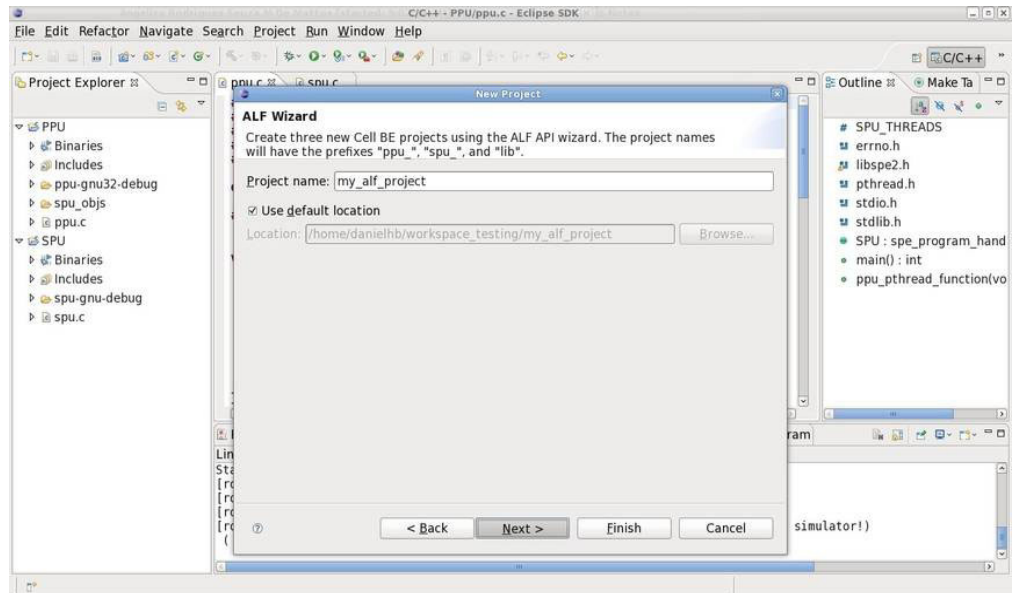 C/C++ - PPU/ppu.c - Eclipse SDK
File Edit Refactor Navigate Search Project Run Window Help
C/C++ »
Project Explorer
ppu.c spu.c
Outline Make Ta
PPU
Binaries
Includes
ppu-gnu32-debug
spu_objs
ppu.c
SPU
Binaries
Includes
spu-gnu-debug
spu.c
New Project
ALF Wizard
Create three new Cell BE projects using the ALF API wizard. The project names
will have the prefixes "ppu_", "spu_", and "lib".
Project name: my_alf_project
Use default location
Location: /home/danielhb/workspace_testing/my_alf_project Browse...
< Back Next > Finish Cancel
# SPU_THREADS
errno.h
libspe2.h
pthread.h
stdio.h
stdlib.h
SPU : spe_program_hand
main() : int
ppu_pthread_function(vo
ram
Lin
Sta
[ro
[ro
[ro
[ro simulator!)
(